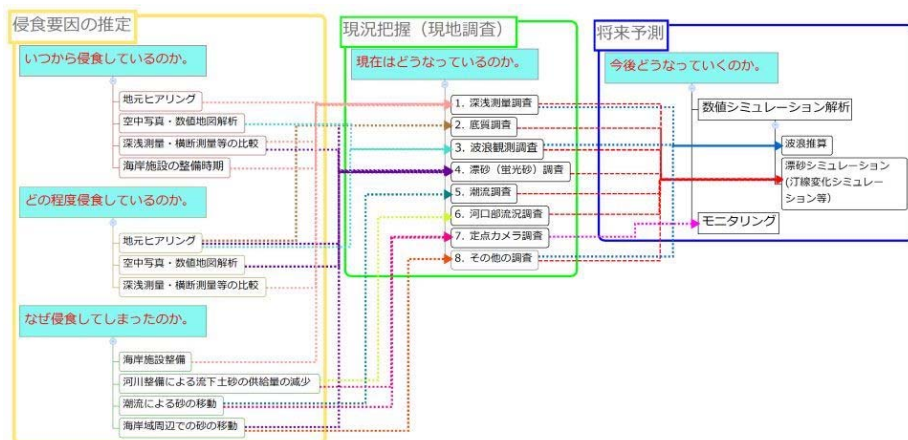 侵食要因の推定
いつから侵食しているのか。
地元ヒアリング
空中写真・数値地図解析
深浅測量・横断測量等の比較
海岸施設の整備時期
どの程度侵食しているのか。
地元ヒアリング
空中写真・数値地図解析
深浅測量・横断測量等の比較
なぜ侵食してしまったのか。
海岸施設整備
河川整備による流下土砂の供給量の減少
潮流による砂の移動
海岸域周辺での砂の移動
現況把握（現地調査）
現在はどうなっているのか。
1. 深浅測量調査
2. 底質調査
3. 波浪観測調査
4. 漂砂（蛍光砂）調査
5. 潮流調査
6. 河口部流況調査
7. 定点カメラ調査
8. その他の調査
将来予測
今後どうなっていくのか。
数値シミュレーション解析
波浪推算
漂砂シミュレーション
(汀線変化シミュレー
ション等）
モニタリング